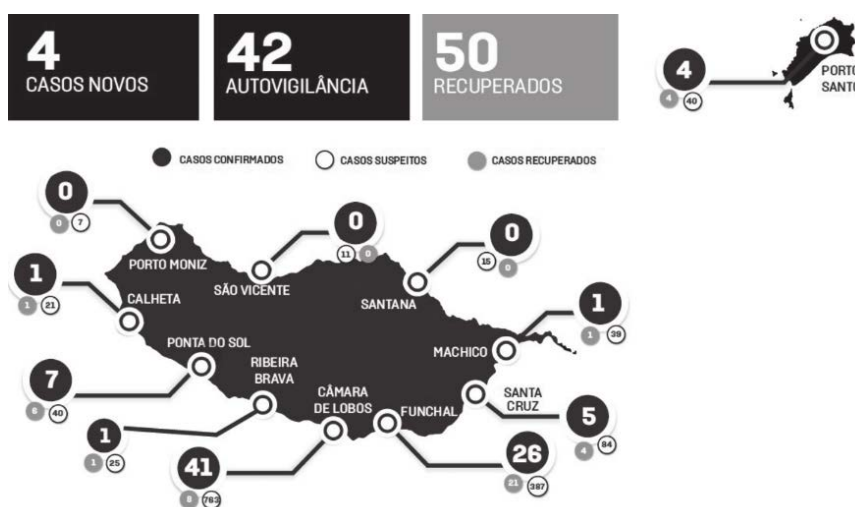 4
CASOS NOVOS
42
AUTOVIGILÂNCIA
50
RECUPERADOS
4
4
40
PORTO
SANTO
CASOS CONFIRMADOS
CASOS SUSPEITOS
CASOS RECUPERADOS
0
0
7
PORTO MONIZ
0
11
0
SÃO VICENTE
0
15
0
SANTANA
1
1
21
CALHETA
1
1
39
MACHICO
7
6
40
PONTA DO SOL
1
1
25
RIBEIRA
BRAVA
41
8
763
CÂMARA
DE LOBOS
26
21
387
FUNCHAL
5
4
84
SANTA
CRUZ